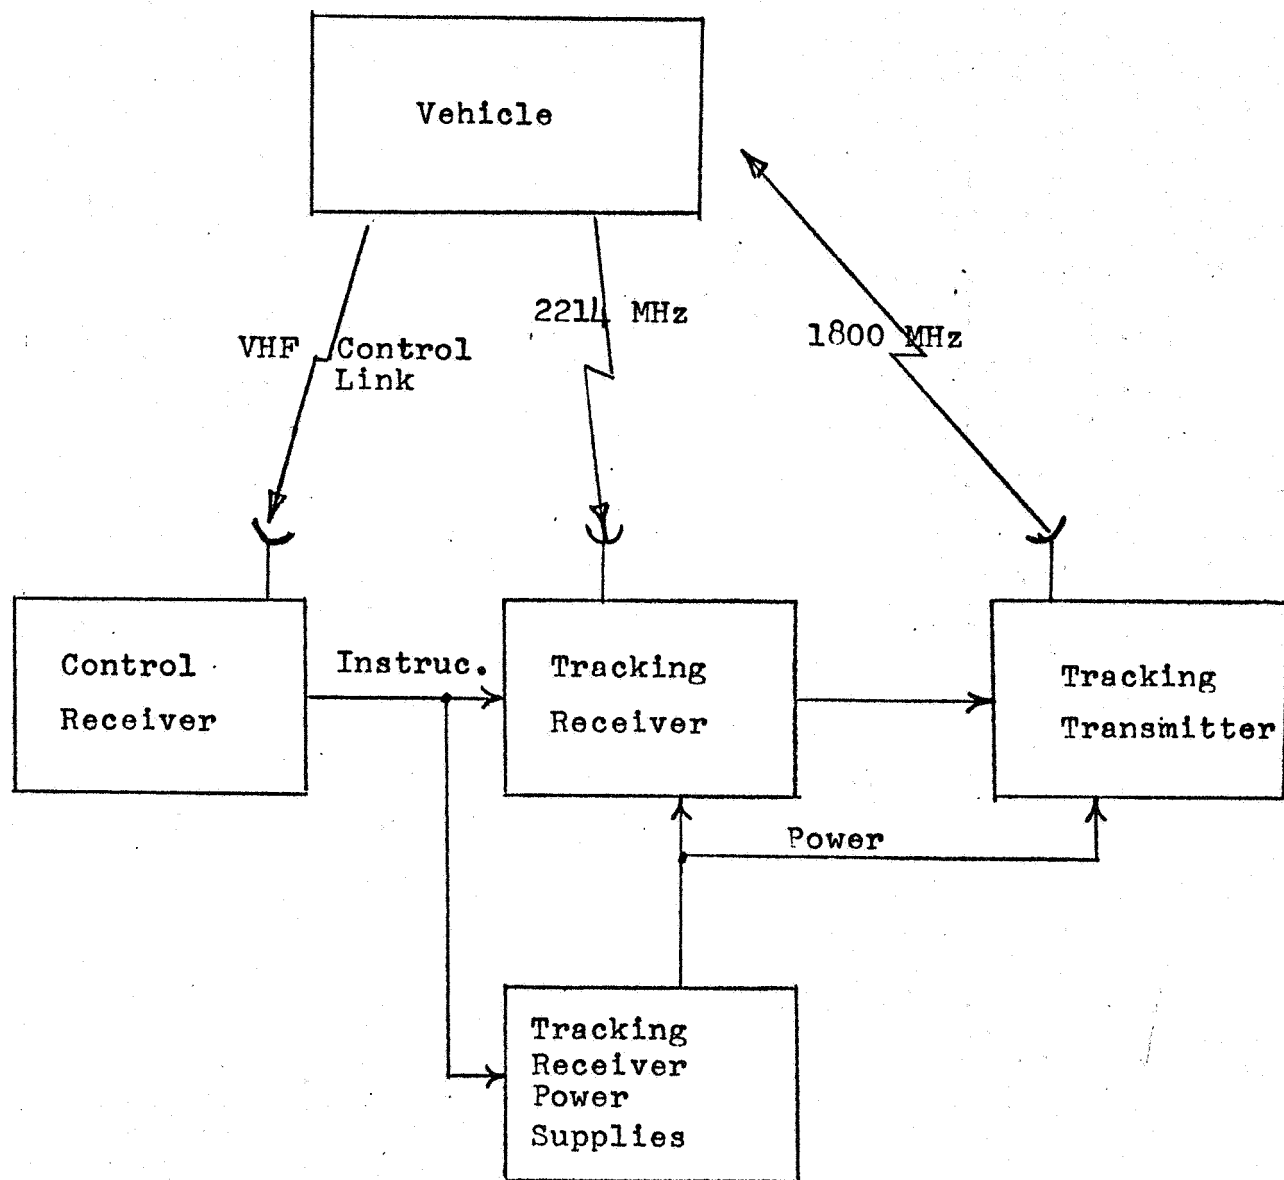 Vehicle
2214 MHz
VHF Control
Link
1800 MHz
Control
Receiver
Instruc.
Tracking
Receiver
Tracking
Transmitter
Power
Tracking
Receiver
Power
Supplies